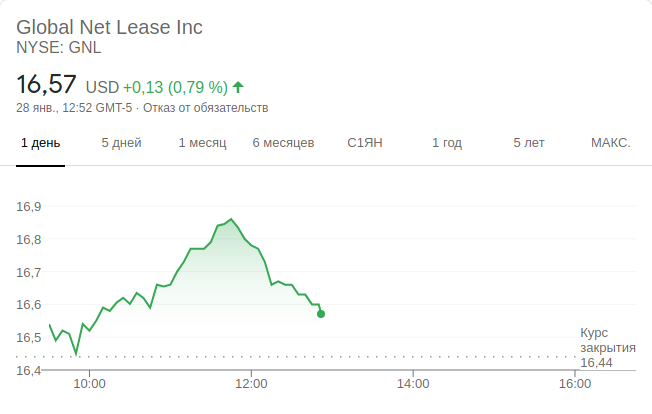 Global Net Lease Inc
NYSE: GNL
16,57 USD +0,13 (0,79 %)
28 янв., 12:52 GMT-5 · Отказ от обязательств
1 день 5 дней 1 месяц 6 месяцев С1ЯН 1 год 5 лет МАКС.
16,9
16,8
16,7
16,6
16,5
16,4
Курс
закрытия
16,44
10:00 12:00 14:00 16:00